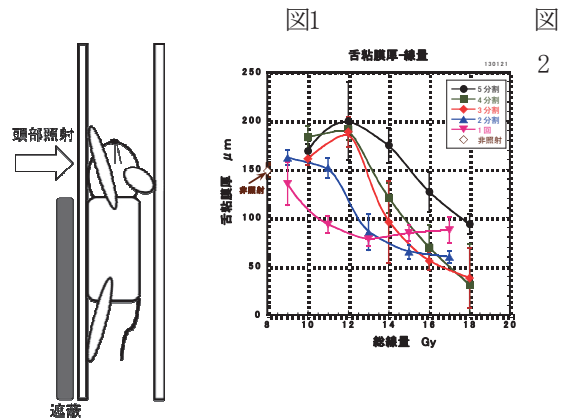 図1
図
2
頭部照射
遮蔽
舌粘膜厚-線量
130121
250
200
150
100
50
0
舌粘膜厚 μm
非照射
5分割
4分割
3分割
2分割
1回
非照射
8
10
12
14
16
18
20
総線量 Gy